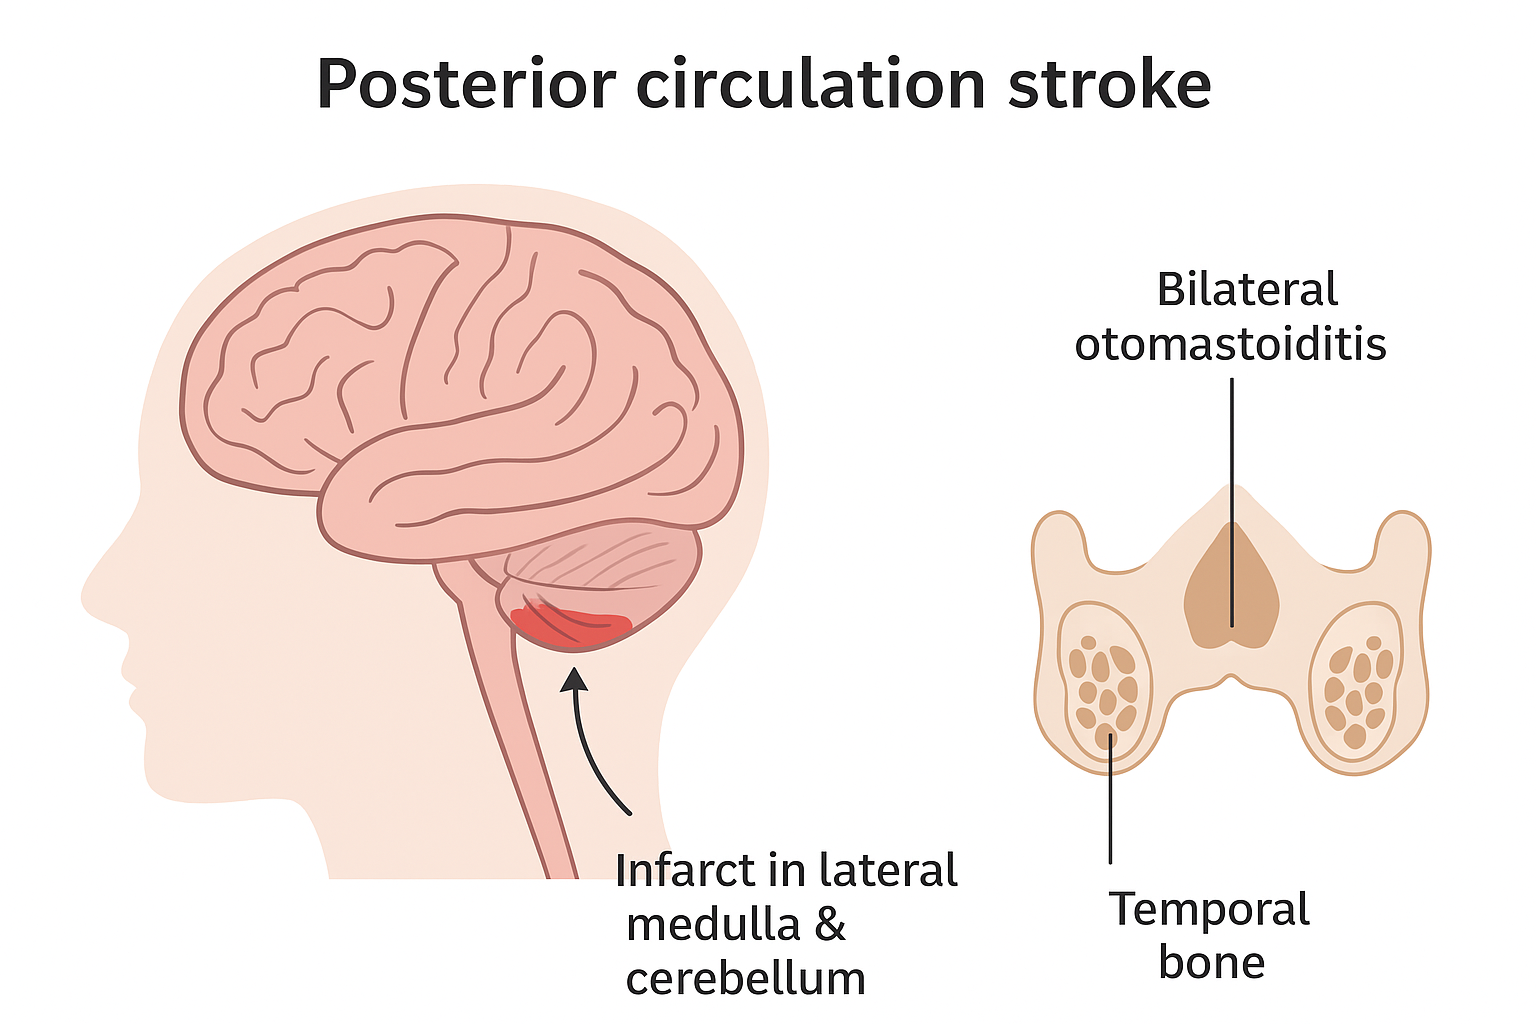 Posterior circulation stroke
Bilateral
otomastoiditis
Infarct in lateral
medulla &
cerebellum
Temporal
bone